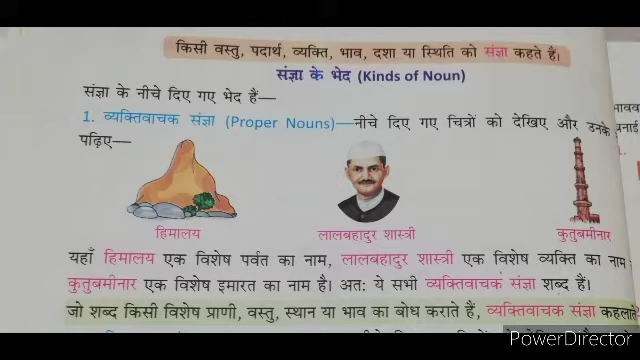 किसी वस्तु, पदार्थ, व्यक्ति, भाव, दशा या स्थिति को संज्ञा कहते हैं।
संज्ञा के भेद (Kinds of Noun)
संज्ञा के नीचे दिए गए भेद हैं—
1. व्यक्तिवाचक संज्ञा (Proper Nouns)—नीचे दिए गए चित्रों को देखिए और उनके
पढ़िए—
हिमालय लालबहादुर शास्त्री कुतुबमीनार
यहाँ हिमालय एक विशेष पर्वत का नाम, लालबहादुर शास्त्री एक विशेष व्यक्ति का नाम
कुतुबमीनार एक विशेष इमारत का नाम है। अतः ये सभी व्यक्तिवाचक संज्ञा शब्द हैं।
जो शब्द किसी विशेष प्राणी, वस्तु, स्थान या भाव का बोध कराते हैं, व्यक्तिवाचक संज्ञा कहलाते
PowerDirector